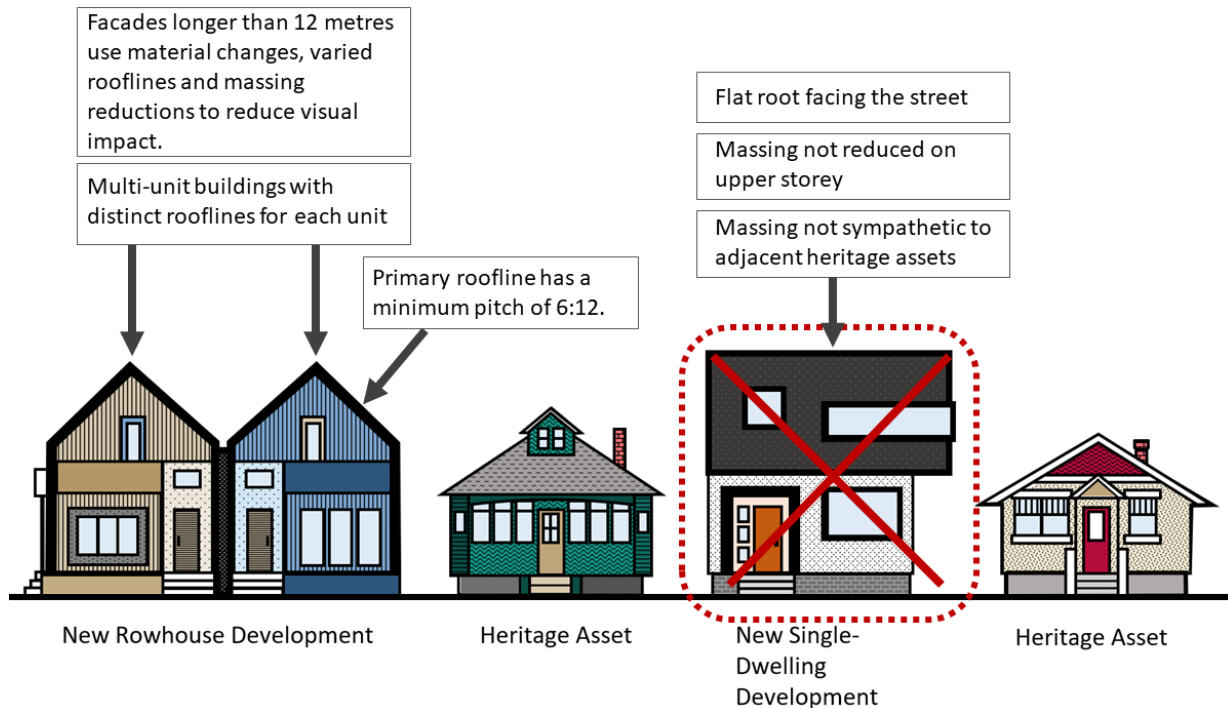 Facades longer than 12 metres
use material changes, varied
rooflines and massing
reductions to reduce visual
impact.
Multi-unit buildings with
distinct rooflines for each unit
Primary roofline has a
minimum pitch of 6:12.
Flat root facing the street
Massing not reduced on
upper storey
Massing not sympathetic to
adjacent heritage assets
New Rowhouse Development
Heritage Asset
New Single-
Dwelling
Development
Heritage Asset